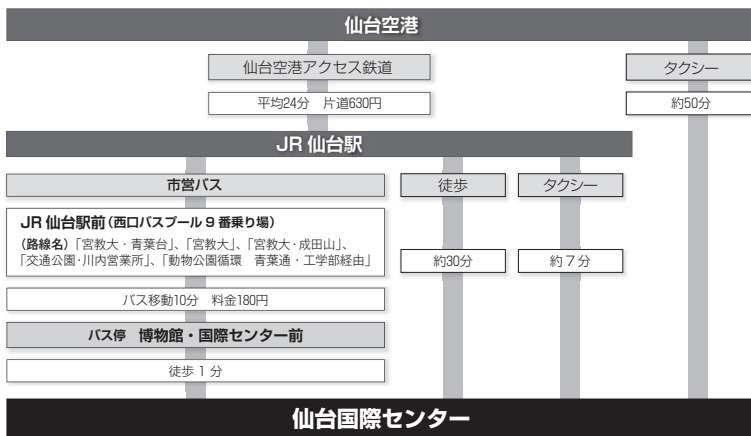 仙台空港
仙台空港アクセス鉄道
タクシー
平均24分 片道630円
約50分
JR 仙台駅
市営バス
徒歩
タクシー
JR 仙台駅前(西口バスプール 9 番乗り場)
(路線名)「宮教大・青葉台」、「宮教大」、「宮教大・成田山」、
「交通公園・川内営業所」、「動物公園循環 青葉通・工学部経由」
約30分
約 7 分
バス移動10分 料金180円
バス停 博物館・国際センター前
徒歩 1 分
仙台国際センター